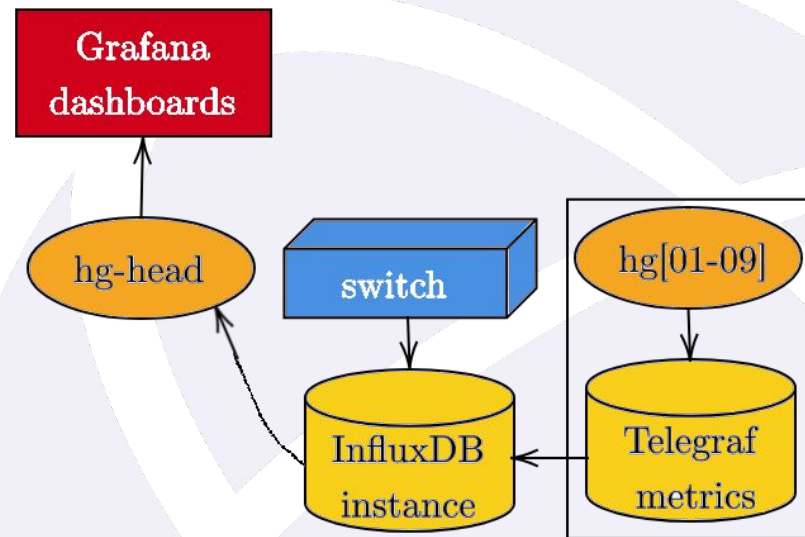 Grafana
dashboards
hg-head
switch
hg[01-09]
InfluxDB
instance
Telegraf
metrics